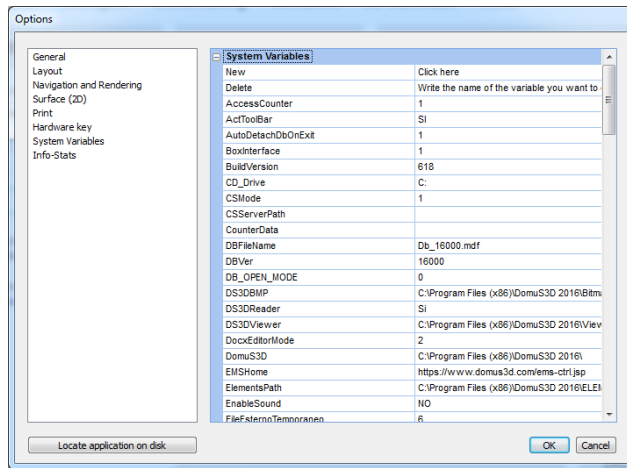 Options
General
Layout
Navigation and Rendering
Surface (2D)
Print
Hardware key
System Variables
Info-Stats
System Variables
New Click here
Delete Write the name of the variable you want to
AccessCounter 1
ActToolBar SI
AutoDetachDbOnExit 1
BoxInterface 1
BuildVersion 618
CD_Drive C:
CSMode 1
CSServerPath
CounterData
DBFileName Db_16000.mdf
DBVer 16000
DB_OPEN_MODE 0
DS3DBMP C:\Program Files (x86)\DomuS3D 2016\Bitma
DS3DReader Si
DS3DViewer C:\Program Files (x86)\DomuS3D 2016\View
DocxEditorMode 2
DomuS3D C:\Program Files (x86)\DomuS3D 2016\
EMSHome https://www.domus3d.com/ems-ctrl.jsp
ElementsPath C:\Program Files (x86)\DomuS3D 2016\ELEM
EnableSound NO
FileEsternoTemporaneo 6
Locate application on disk
OK Cancel